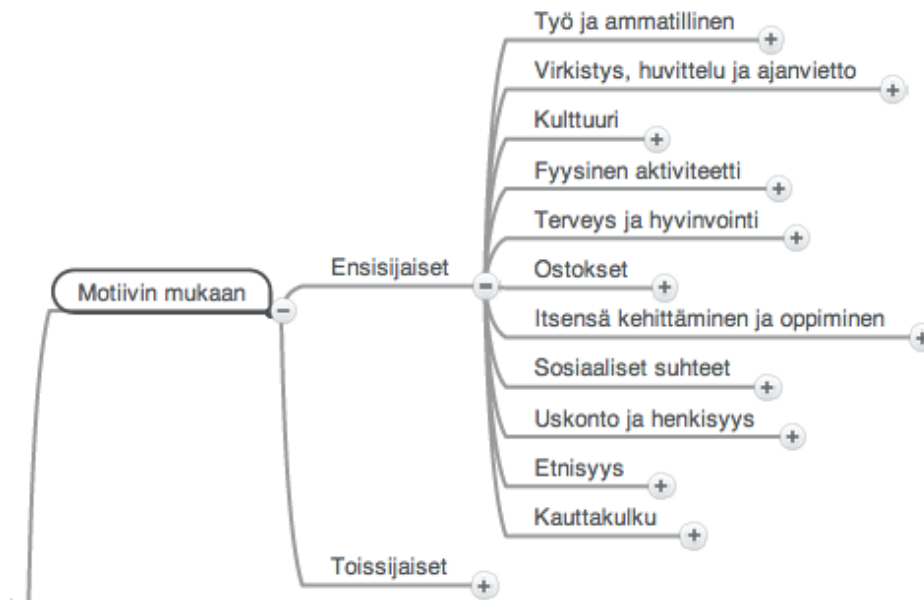 Työ ja ammatillinen
Virkistys, huvittelu ja ajanvietto
Kulttuuri
Fyysinen aktiviteetti
Terveys ja hyvinvointi
Ensisijaiset
Ostokset
Motiivin mukaan
Itsensä kehittäminen ja oppiminen
Sosiaaliset suhteet
Uskonto ja henkisyys
Etnisyys
Kauttakulku
Toissijaiset